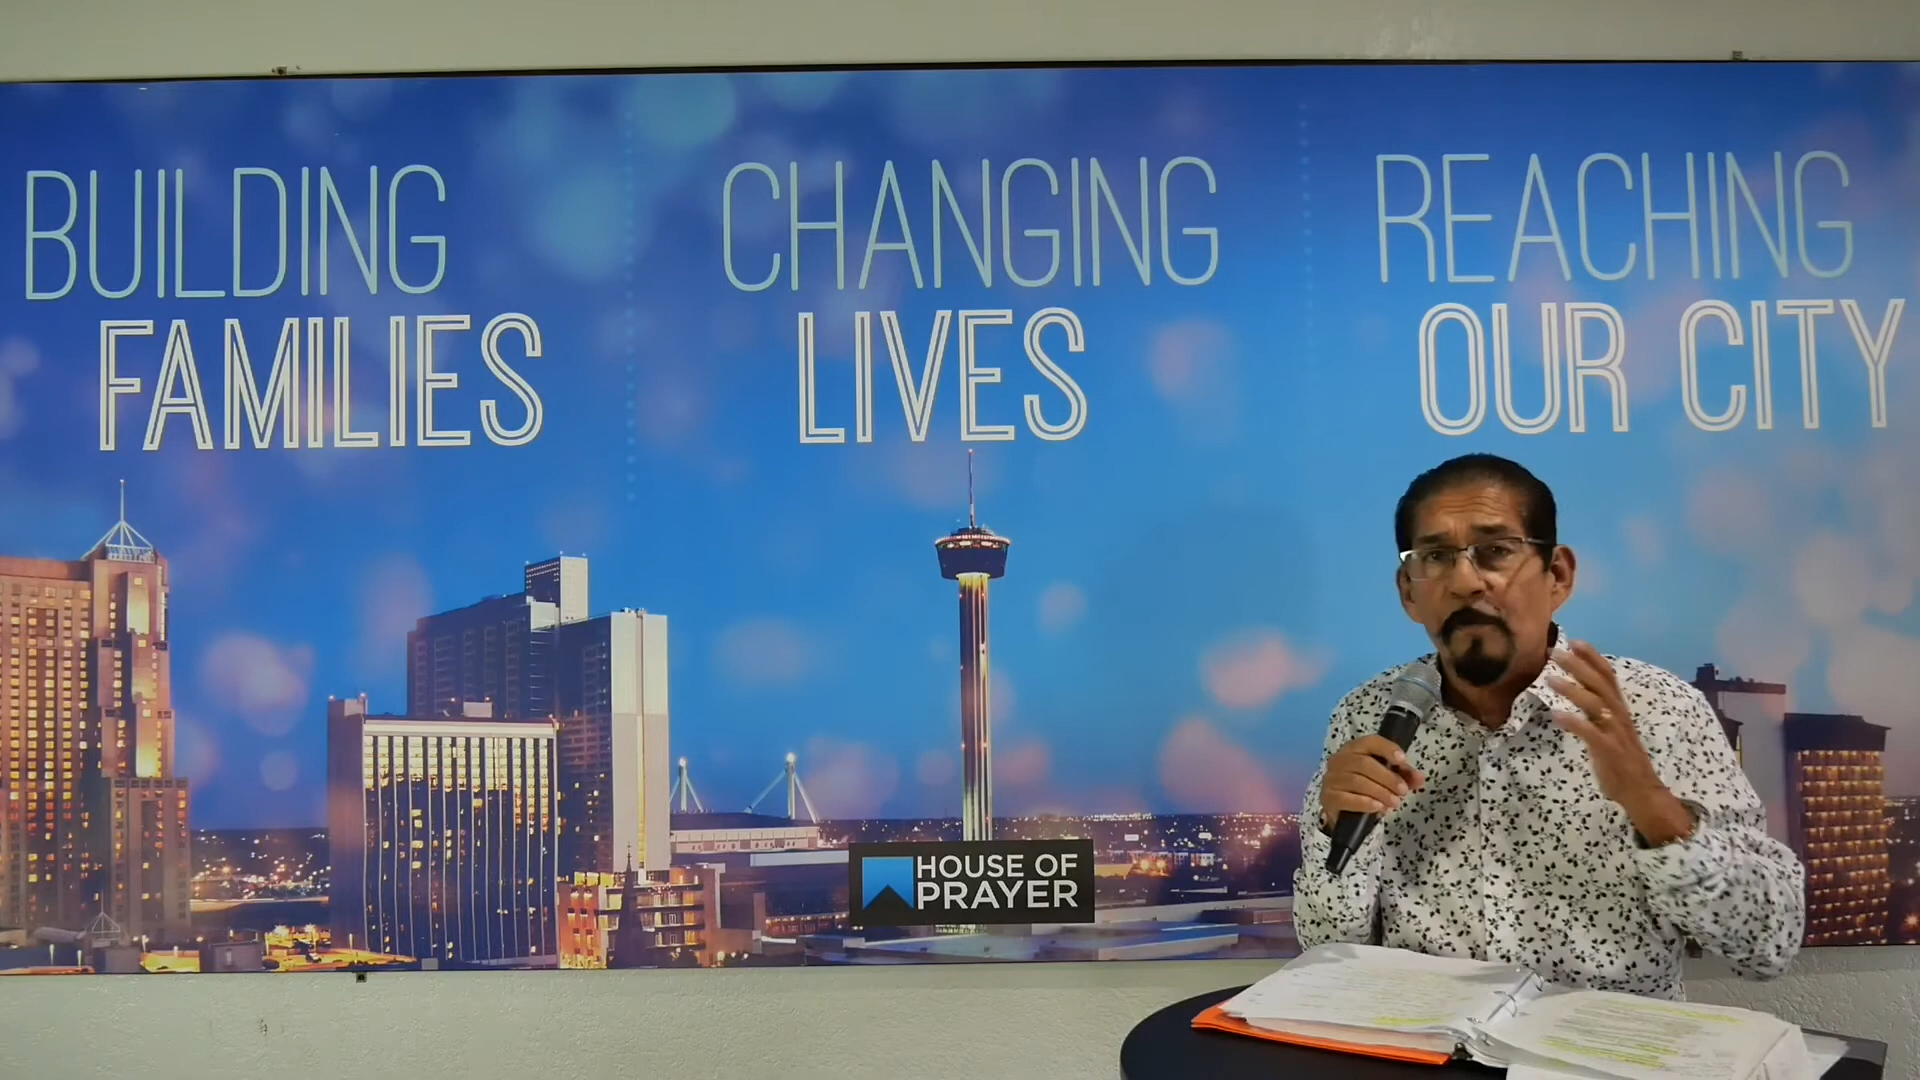 BUILDING
FAMILIES
CHANGING
LIVES
REACHING
OUR CITY
HOUSE OF
PRAYER